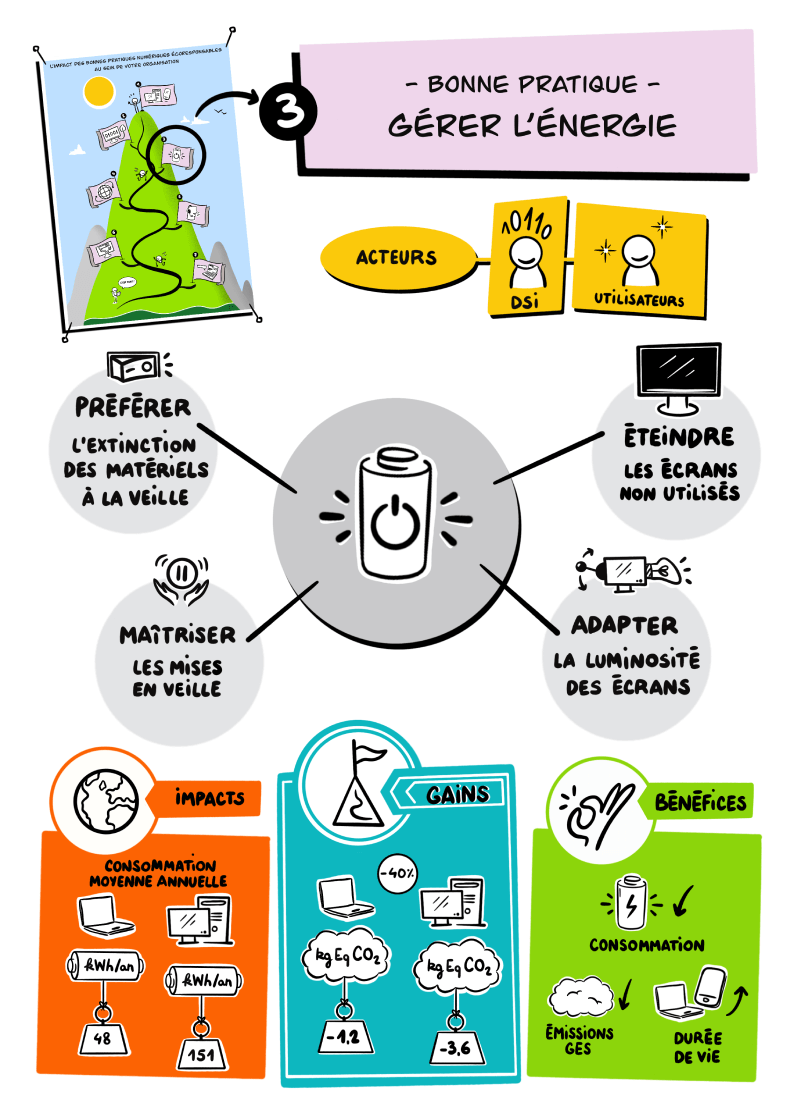 L'IMPACT DES BONNES PRATIQUES NUMÉRIQUES ÉCORESPONSABLES
AU SEIN DE VOTRE ORGANISATION
3
- BONNE PRATIQUE -
GÉRER L'ÉNERGIE
ACTEURS
10110
DSi
UTiLiSATEURS
PRÉFÉRER
L'EXTiNCTiON
DES MATÉRiELS
À LA VEiLLE
ÉTEiNDRE
LES ÉCRANS
NON UTiLiSÉS
MAÎTRiSER
LES MiSES
EN VEiLLE
ADAPTER
LA LUMiNOSiTÉ
DES ÉCRANS
iMPACTS
CONSOMMATiON
MOYENNE ANNUELLE
kWh/an
kWh/an
48
151
GAiNS
-40%
kg Eq CO2
kg Eq CO2
-1,2
-3,6
BÉNÉFiCES
CONSOMMATiON
ÉMiSSiONS
GES
DURÉE
DE ViE